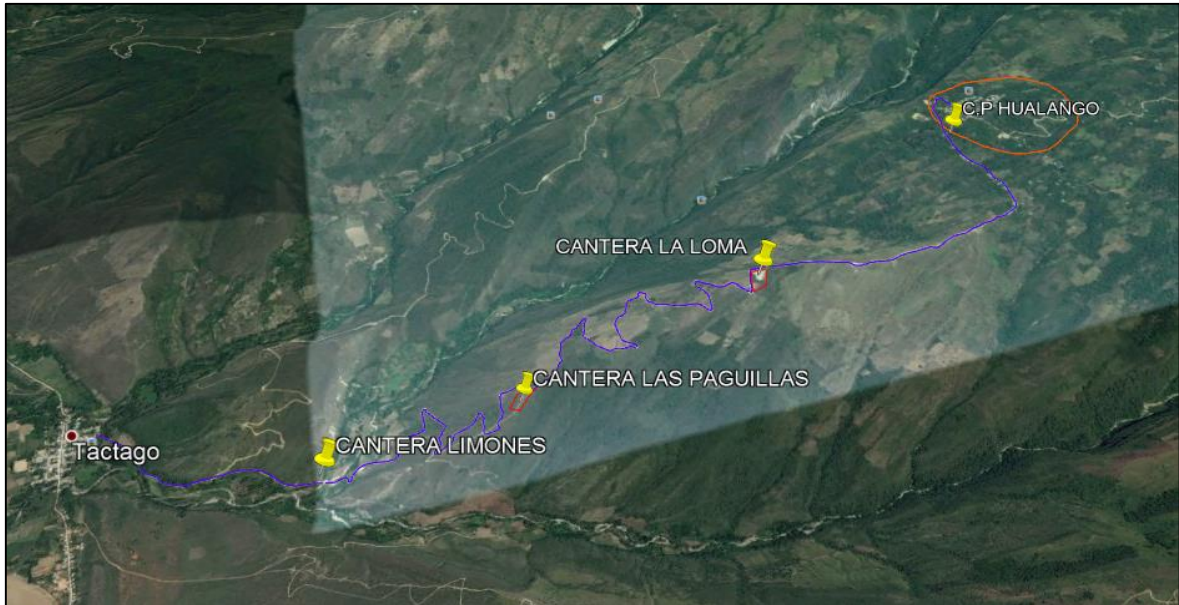 C.P HUALANGO
CANTERA LA LOMA
CANTERA LAS PAGUILLAS
CANTERA LIMONES
Tactago